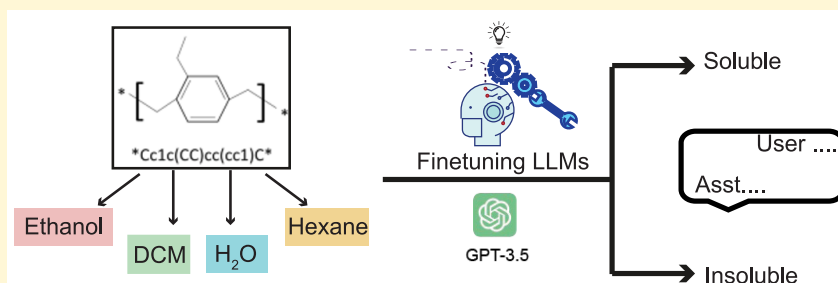 * [ ] *
*Cc1c(CC)cc(cc1)C*
Ethanol
DCM
H₂O
Hexane
Finetuning LLMs
GPT-3.5
Soluble
User ....
Asst....
Insoluble